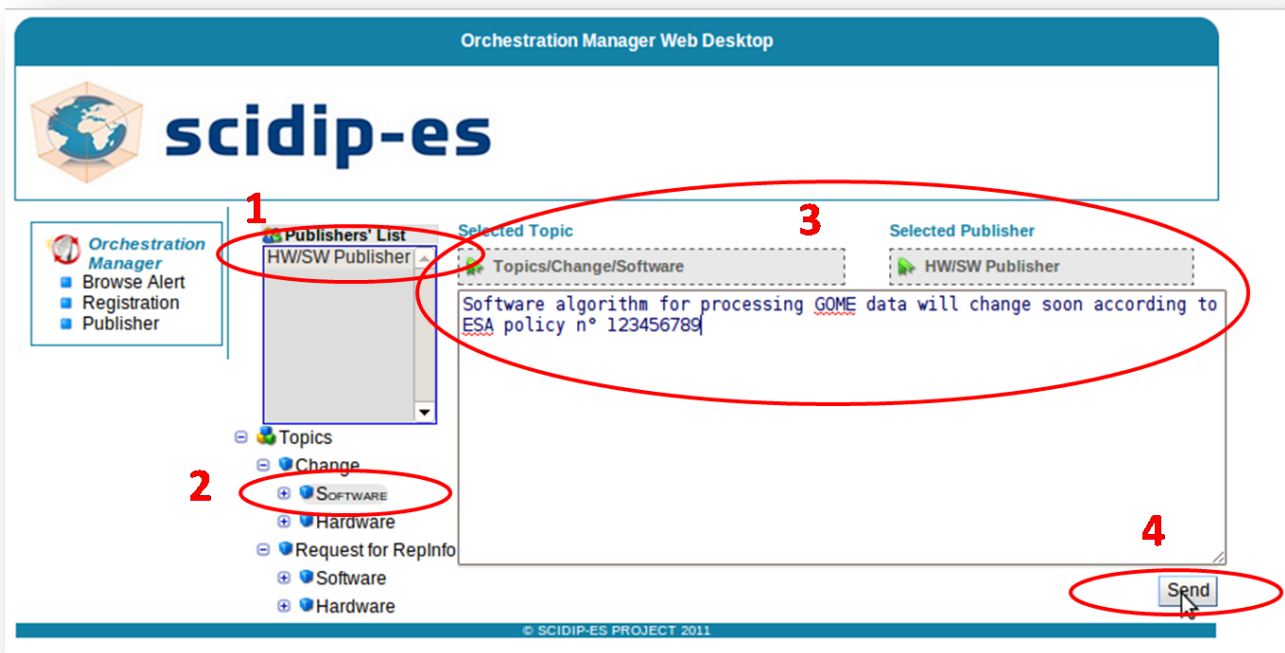 Orchestration Manager Web Desktop
scidip-es
1
3
Orchestration
Manager
Browse Alert
Registration
Publisher
Publishers' List
HW/SW Publisher
Selected Topic
Topics/Change/Software
Selected Publisher
HW/SW Publisher
Software algorithm for processing GOME data will change soon according to
ESA policy n° 123456789
Topics
Change
2
Software
Hardware
Request for RepInfo
Software
Hardware
4
Send
© SCIDIP-ES PROJECT 2011